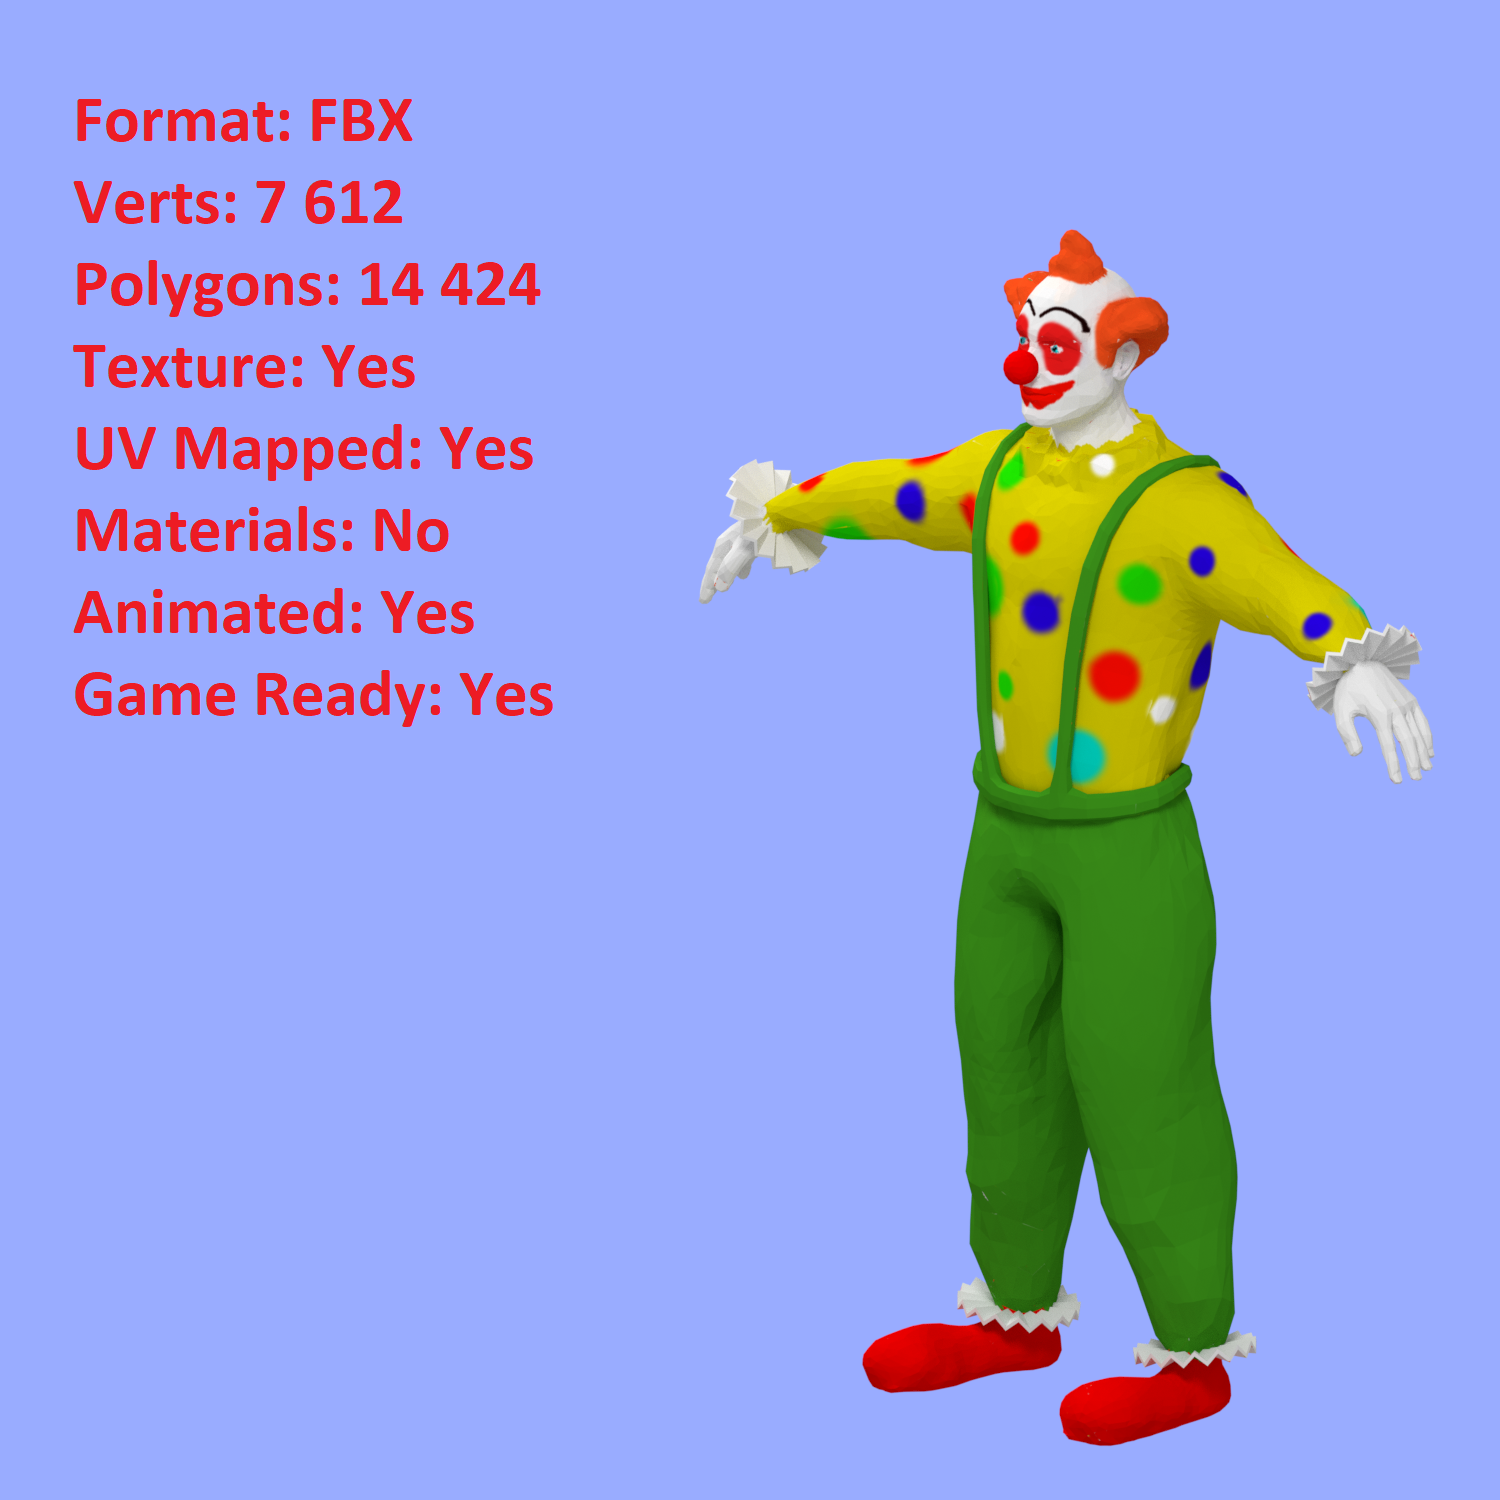 Format: FBX
Verts: 7 612
Polygons: 14 424
Texture: Yes
UV Mapped: Yes
Materials: No
Animated: Yes
Game Ready: Yes